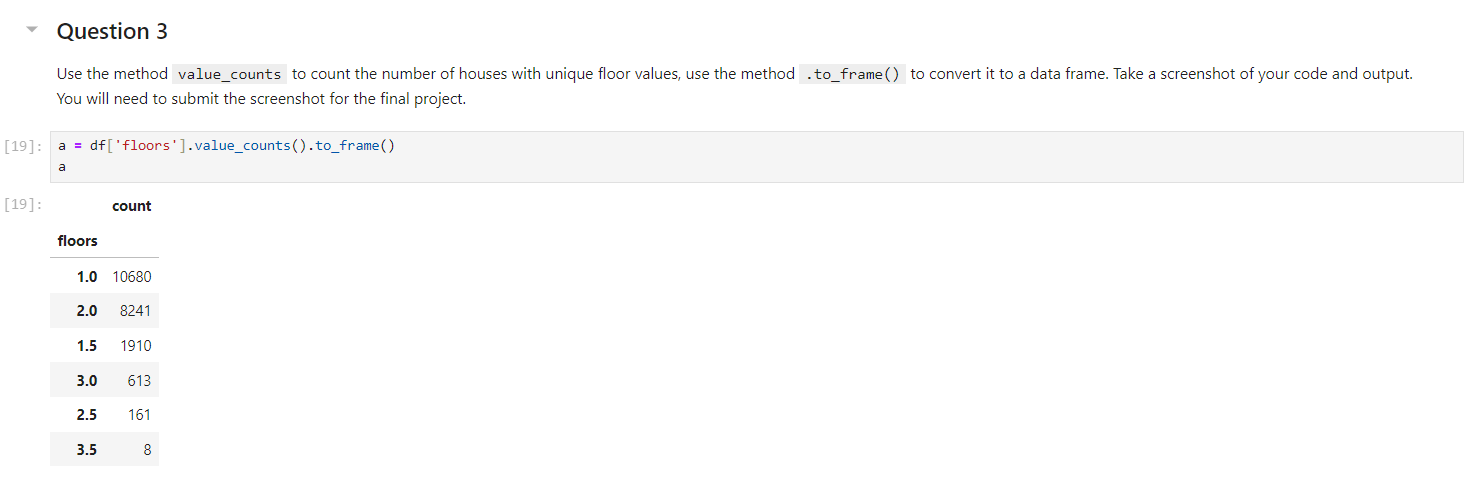 Question 3
Use the method value_counts to count the number of houses with unique floor values, use the method .to_frame() to convert it to a data frame. Take a screenshot of your code and output.
You will need to submit the screenshot for the final project.
[19]: a = df['floors'].value_counts().to_frame()
a
[19]: count
floors
1.0 10680
2.0 8241
1.5 1910
3.0 613
2.5 161
3.5 8